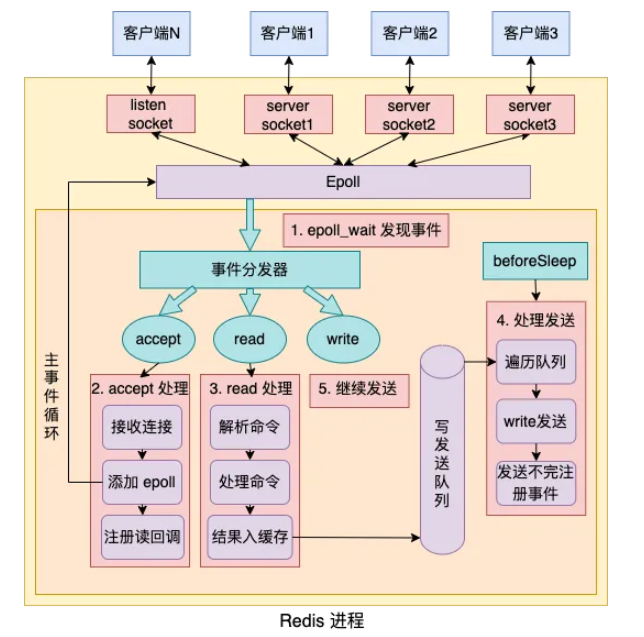 客户端N
客户端1
客户端2
客户端3
listen
socket
server
socket1
server
socket2
server
socket3
Epoll
1. epoll_wait 发现事件
事件分发器
beforeSleep
accept
read
write
主事件循环
2. accept 处理
接收连接
添加 epoll
注册读回调
3. read 处理
解析命令
处理命令
结果入缓存
5. 继续发送
写发送队列
4. 处理发送
遍历队列
write发送
发送不完注
册事件
Redis 进程